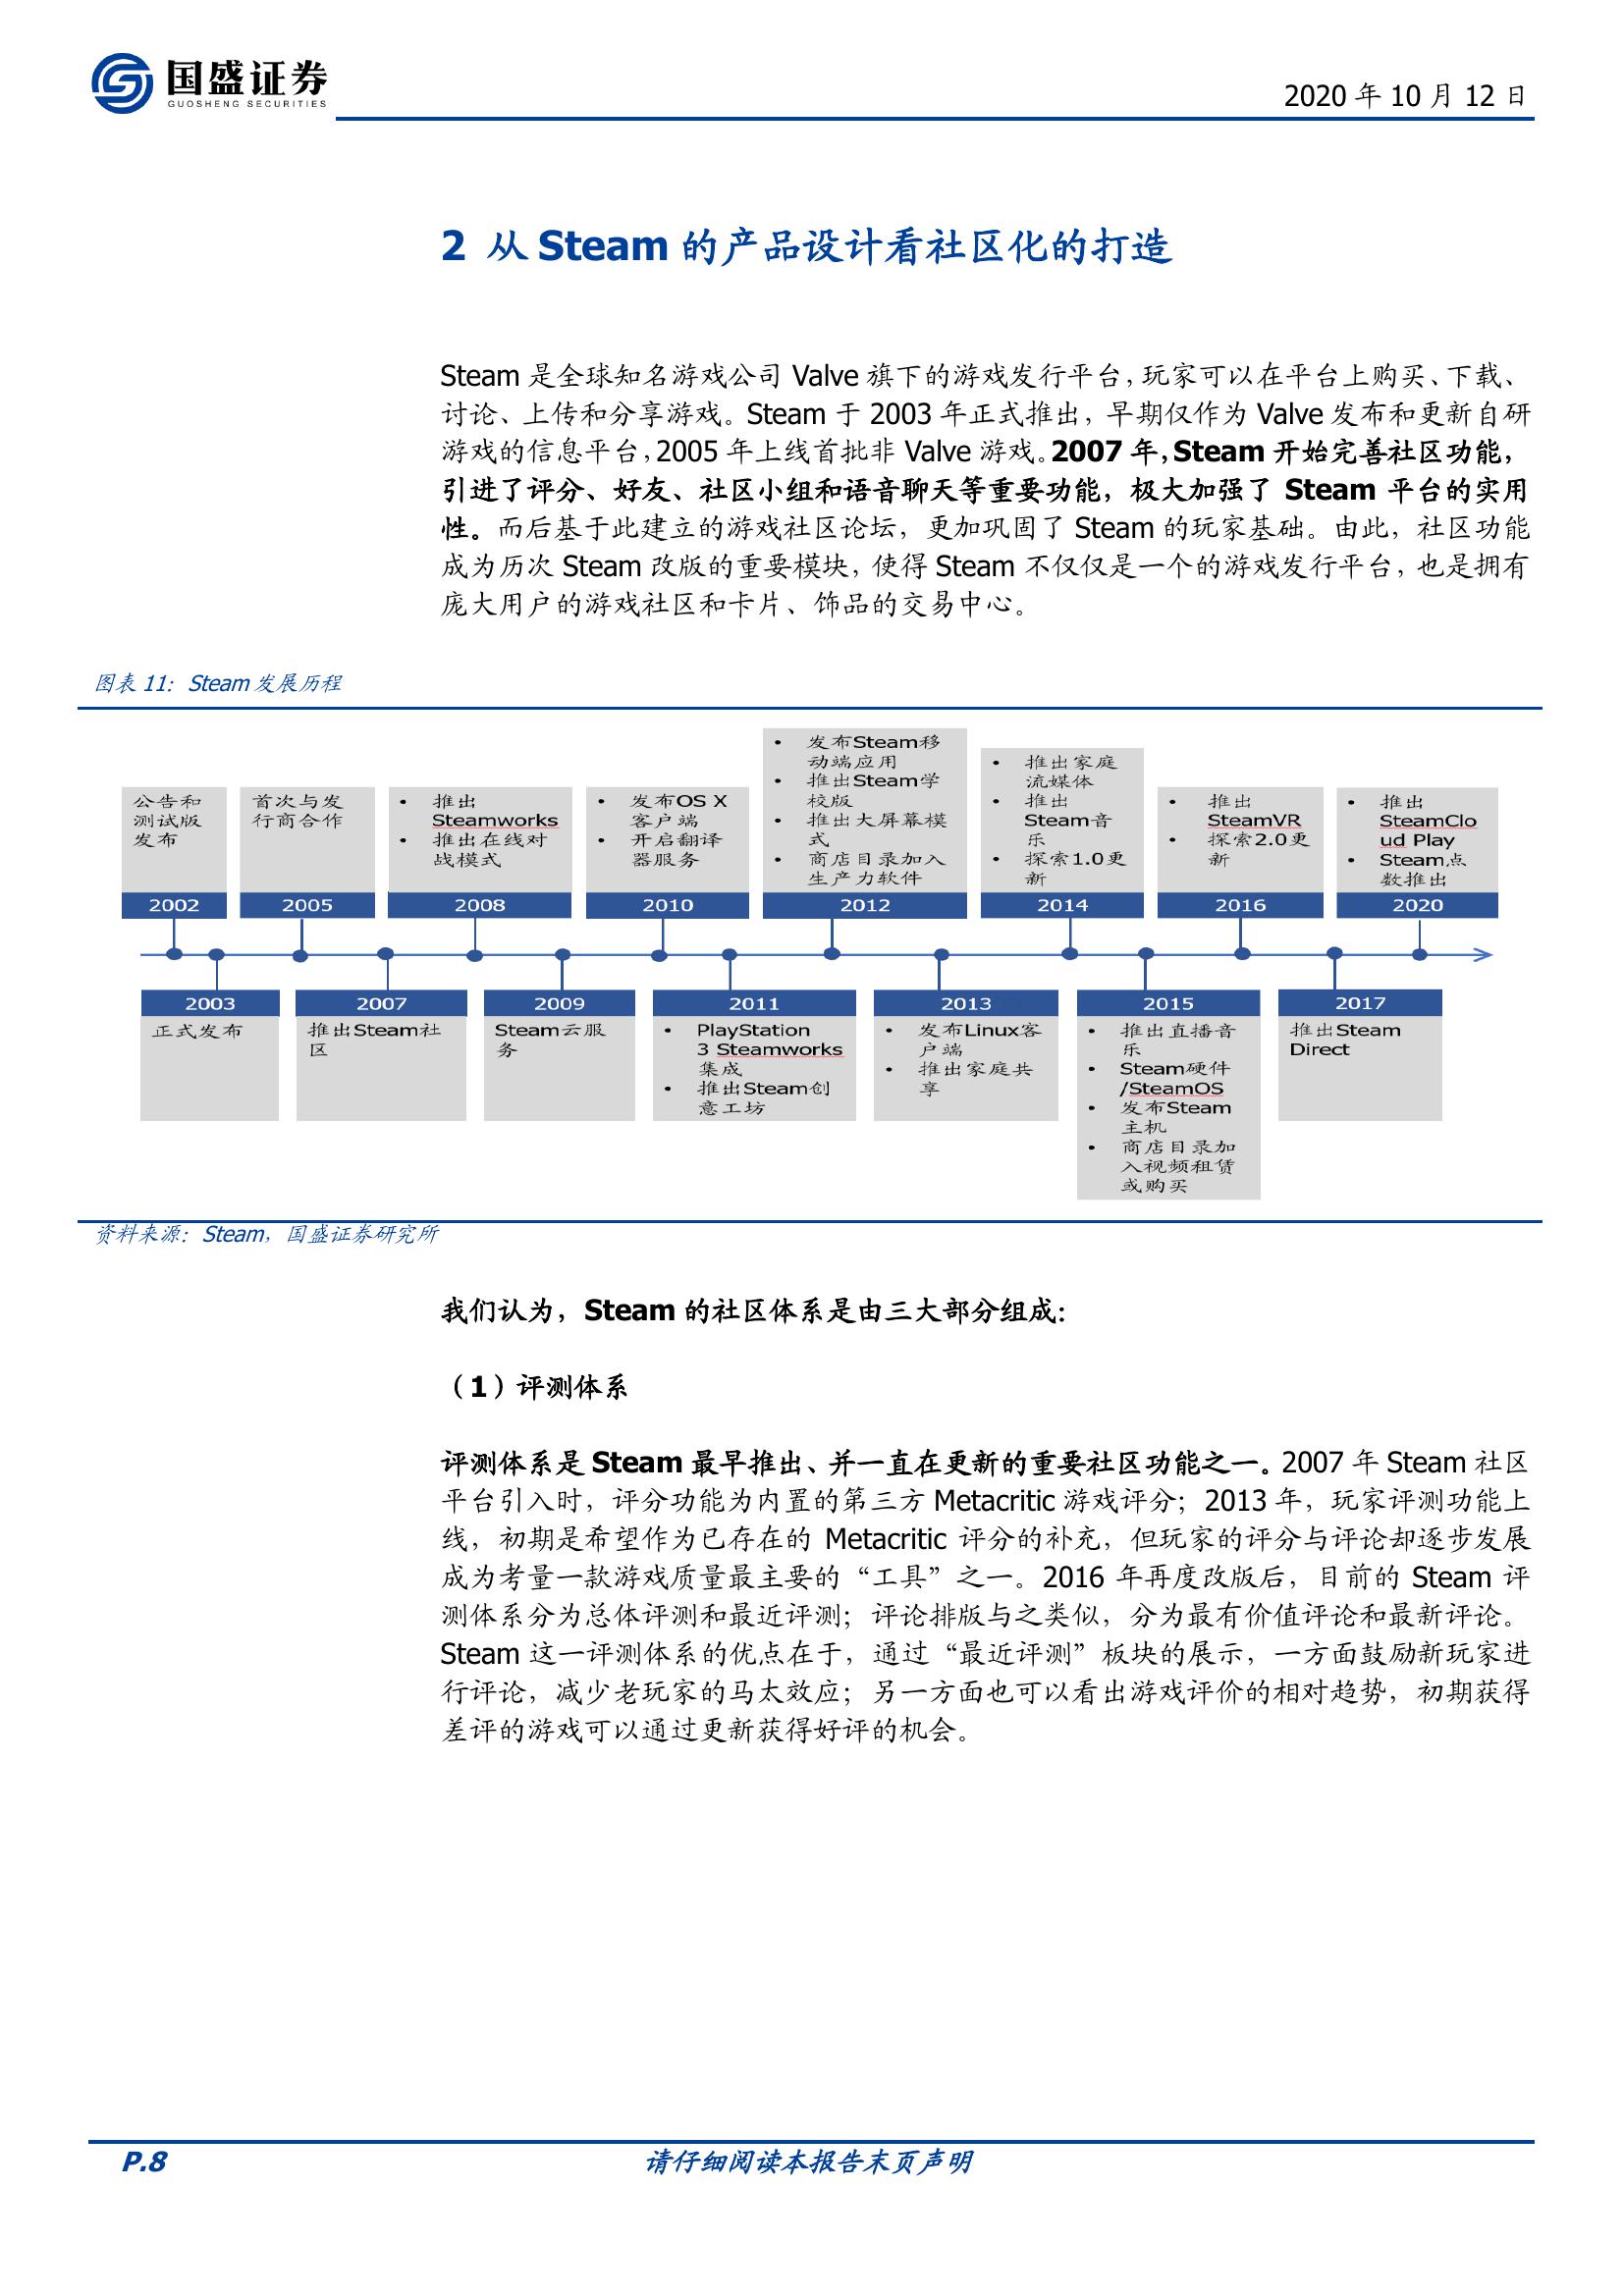 国盛证券
GUOSHENG SECURITIES
2020 年 10 月 12 日
2 从 Steam 的产品设计看社区化的打造
Steam 是全球知名游戏公司 Valve 旗下的游戏发行平台，玩家可以在平台上购买、下载、
讨论、上传和分享游戏。Steam 于 2003 年正式推出，早期仅作为 Valve 发布和更新自研
游戏的信息平台，2005 年上线首批非 Valve 游戏。2007 年，Steam 开始完善社区功能，
引进了评分、好友、社区小组和语音聊天等重要功能，极大加强了 Steam 平台的实用
性。而后基于此建立的游戏社区论坛，更加巩固了 Steam 的玩家基础。由此，社区功能
成为历次 Steam 改版的重要模块，使得 Steam 不仅仅是一个的游戏发行平台，也是拥有
庞大用户的游戏社区和卡片、饰品的交易中心。
图表 11：Steam 发展历程
公告和
测试版
发布
2002
首次与发
行商合作
2005
• 推出
Steamworks
• 推出在线对
战模式
2008
• 发布OS X
客户端
• 开启翻译
器服务
2010
• 发布Steam移
动端应用
• 推出Steam学
校版
• 推出大屏幕模
式
• 商店目录加入
生产力软件
2012
• 推出家庭
流媒体
• 推出
Steam音
乐
• 探索1.0更
新
2014
• 推出
SteamVR
• 探索2.0更
新
2016
• 推出
SteamClo
ud Play
• Steam点
数推出
2020
2003
正式发布
2007
推出Steam社
区
2009
Steam云服
务
2011
• PlayStation
3 Steamworks
集成
• 推出Steam创
意工坊
2013
• 发布Linux客
户端
• 推出家庭共
享
2015
• 推出直播音
乐
• Steam硬件
/SteamOS
• 发布Steam
主机
• 商店目录加
入视频租赁
或购买
2017
推出Steam
Direct
资料来源：Steam，国盛证券研究所
我们认为，Steam 的社区体系是由三大部分组成：
（1）评测体系
评测体系是 Steam 最早推出、并一直在更新的重要社区功能之一。2007 年 Steam 社区
平台引入时，评分功能为内置的第三方 Metacritic 游戏评分；2013 年，玩家评测功能上
线，初期是希望作为已存在的 Metacritic 评分的补充，但玩家的评分与评论却逐步发展
成为考量一款游戏质量最主要的“工具”之一。2016 年再度改版后，目前的 Steam 评
测体系分为总体评测和最近评测；评论排版与之类似，分为最有价值评论和最新评论。
Steam 这一评测体系的优点在于，通过“最近评测”板块的展示，一方面鼓励新玩家进
行评论，减少老玩家的马太效应；另一方面也可以看出游戏评价的相对趋势，初期获得
差评的游戏可以通过更新获得好评的机会。
P.8
请仔细阅读本报告末页声明